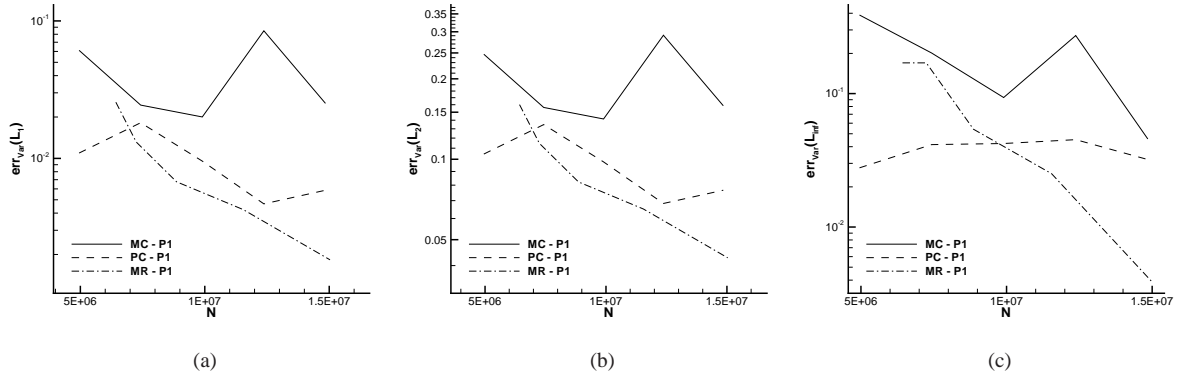 err_Var(L_1)
10^-1
10^-2
MC - P1
PC - P1
MR - P1
5E+06
1E+07
1.5E+07
N
(a)
err_Var(L_2)
0.35
0.3
0.25
0.2
0.15
0.1
0.05
MC - P1
PC - P1
MR - P1
5E+06
1E+07
1.5E+07
N
(b)
err_Var(L_inf)
10^-1
10^-2
MC - P1
PC - P1
MR - P1
5E+06
1E+07
1.5E+07
N
(c)